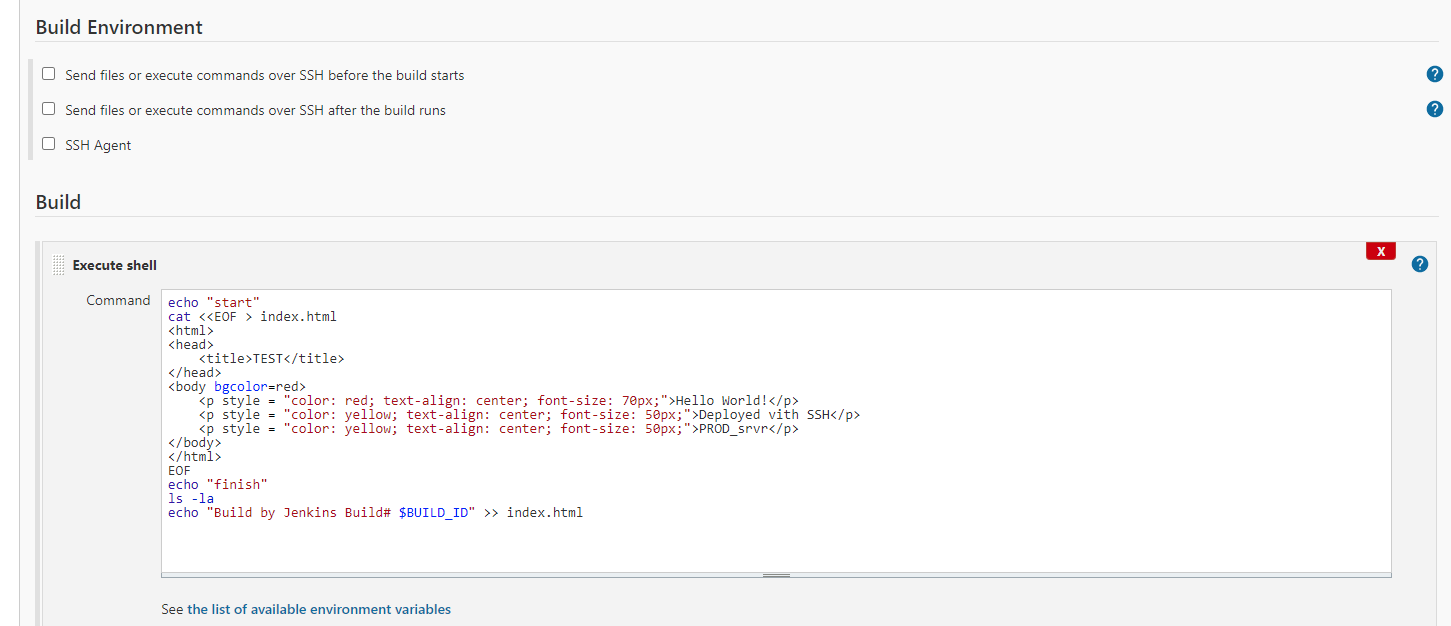 Build Environment
Send files or execute commands over SSH before the build starts
?
Send files or execute commands over SSH after the build runs
?
SSH Agent
Build
X
Execute shell
?
Command
echo "start"
cat <<EOF > index.html
<html>
<head>
    <title>TEST</title>
</head>
<body bgcolor=red>
    <p style = "color: red; text-align: center; font-size: 70px;">Hello World!</p>
    <p style = "color: yellow; text-align: center; font-size: 50px;">Deployed vith SSH</p>
    <p style = "color: yellow; text-align: center; font-size: 50px;">PROD_srvr</p>
</body>
</html>
EOF
echo "finish"
ls -la
echo "Build by Jenkins Build# $BUILD_ID" >> index.html
See the list of available environment variables